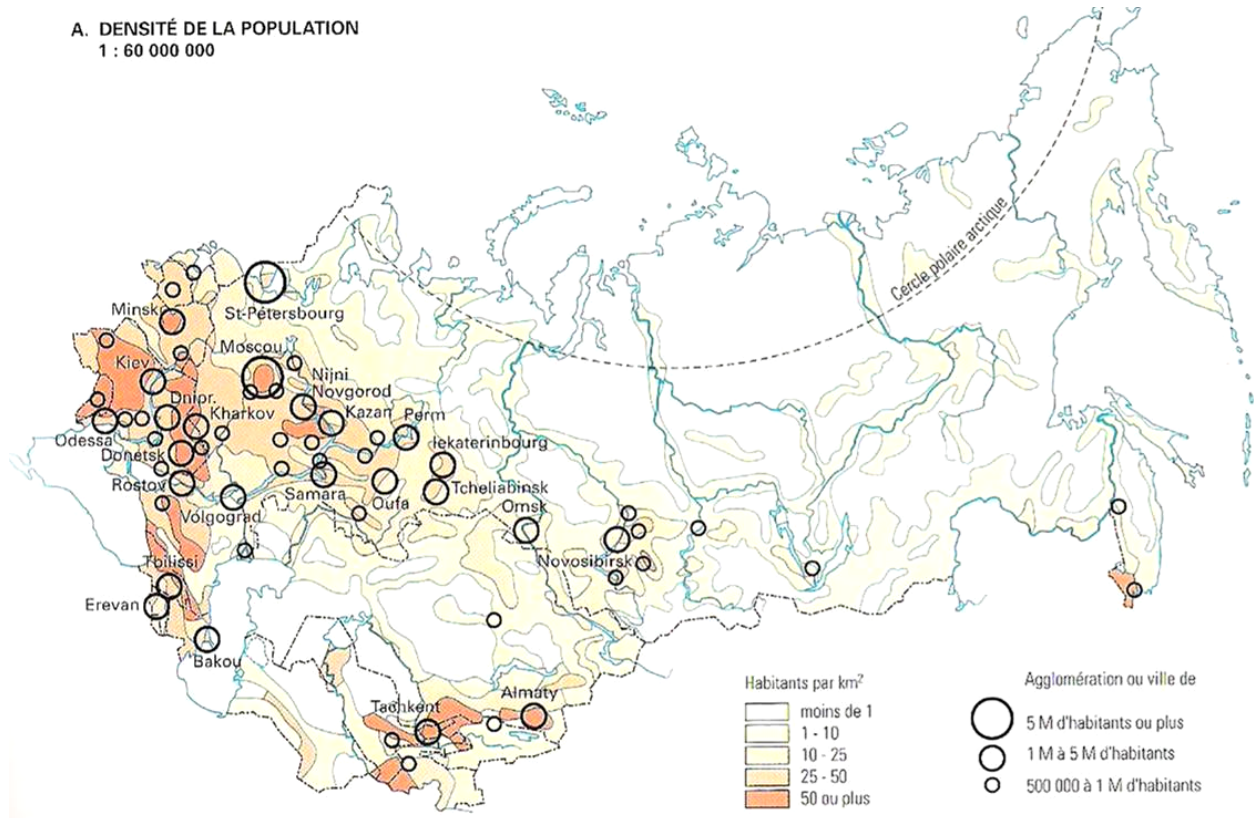 A. DENSITÉ DE LA POPULATION
1 : 60 000 000
Cercle polaire arctique
Minsk
St-Pétersbourg
Moscou
Kiev
Nijni
Novgorod
Dnipr.
Kharkov
Kazan
Perm
Odessa
Iekaterinbourg
Donetsk
Rostov
Samara
Oufa
Tcheliabinsk
Volgograd
Omsk
Novosibirsk
Tbilissi
Erevan
Bakou
Tachkent
Almaty
Habitants par km²
moins de 1
1 - 10
10 - 25
25 - 50
50 ou plus
Agglomération ou ville de
5 M d'habitants ou plus
1 M à 5 M d'habitants
500 000 à 1 M d'habitants